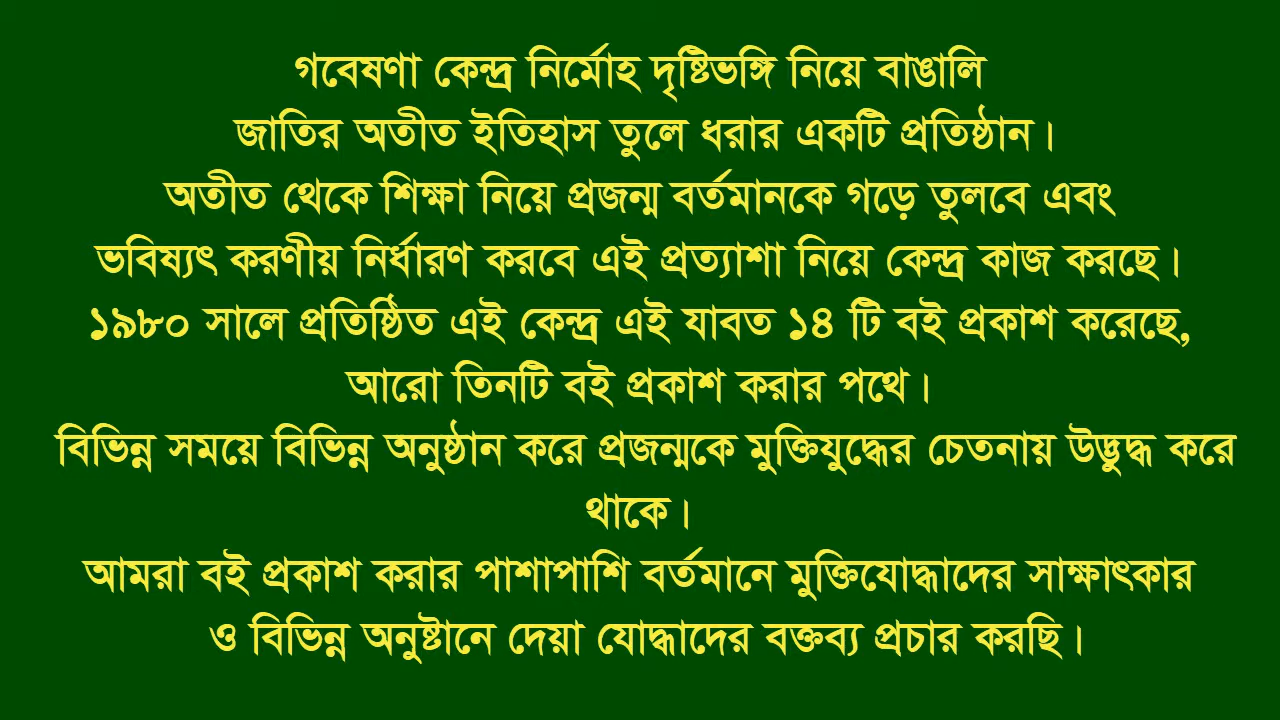 গবেষণা কেন্দ্র নির্মোহ দৃষ্টিভঙ্গি নিয়ে বাঙালি
জাতির অতীত ইতিহাস তুলে ধরার একটি প্রতিষ্ঠান।
অতীত থেকে শিক্ষা নিয়ে প্রজন্ম বর্তমানকে গড়ে তুলবে এবং
ভবিষ্যৎ করণীয় নির্ধারণ করবে এই প্রত্যাশা নিয়ে কেন্দ্র কাজ করছে।
১৯৮০ সালে প্রতিষ্ঠিত এই কেন্দ্র এই যাবত ১৪ টি বই প্রকাশ করেছে,
আরো তিনটি বই প্রকাশ করার পথে।
বিভিন্ন সময়ে বিভিন্ন অনুষ্ঠান করে প্রজন্মকে মুক্তিযুদ্ধের চেতনায় উদ্ভুদ্ধ করে
থাকে।
আমরা বই প্রকাশ করার পাশাপাশি বর্তমানে মুক্তিযোদ্ধাদের সাক্ষাৎকার
ও বিভিন্ন অনুষ্টানে দেয়া যোদ্ধাদের বক্তব্য প্রচার করছি।